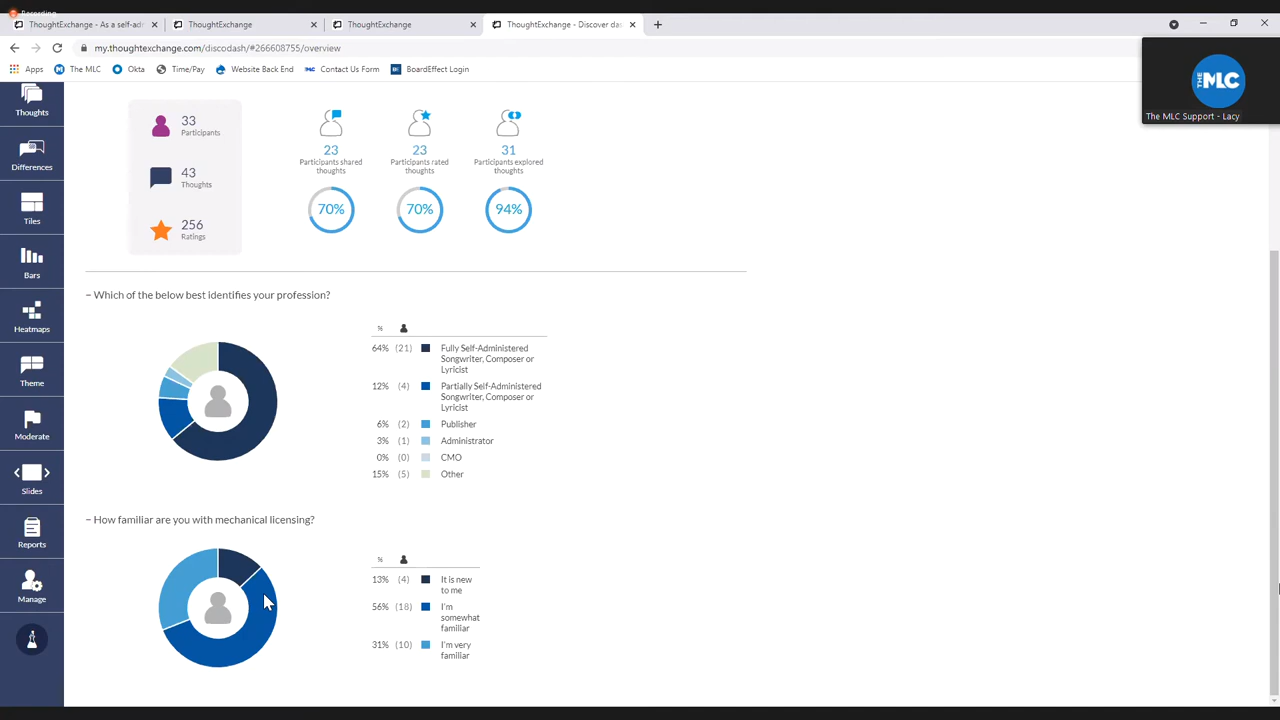 Recording
ThoughtExchange - As a self-adr
ThoughtExchange
ThoughtExchange
ThoughtExchange - Discover das
my.thoughtexchange.com/discodash/#266608755/overview
Apps
The MLC
Okta
Time/Pay
Website Back End
MLC
Contact Us Form
BoardEffect Login
THE MLC
The MLC Support - Lacy
Thoughts
Differences
Tiles
Bars
Heatmaps
Theme
Moderate
Slides
Reports
Manage
33
Participants
43
Thoughts
256
Ratings
23
Participants shared
thoughts
70%
23
Participants rated
thoughts
70%
31
Participants explored
thoughts
94%
− Which of the below best identifies your profession?
%
64% (21) Fully Self-Administered
Songwriter, Composer or
Lyricist
12% (4) Partially Self-Administered
Songwriter, Composer or
Lyricist
6% (2) Publisher
3% (1) Administrator
0% (0) CMO
15% (5) Other
− How familiar are you with mechanical licensing?
%
13% (4) It is new
to me
56% (18) I'm
somewhat
familiar
31% (10) I'm very
familiar